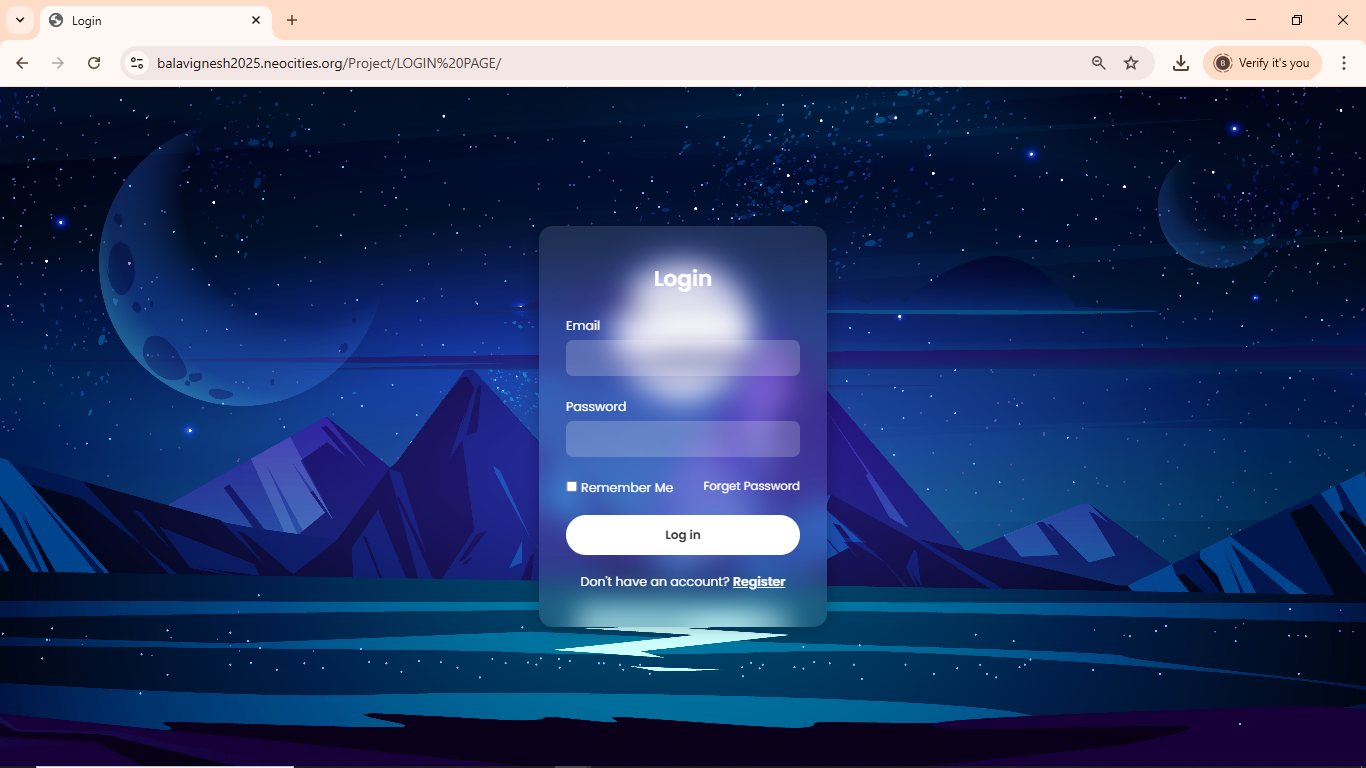 Login
balavignesh2025.neocities.org/Project/LOGIN%20PAGE/
B
Verify it's you
Login
Email
Password
Remember Me Forget Password
Log in
Don't have an account? Register